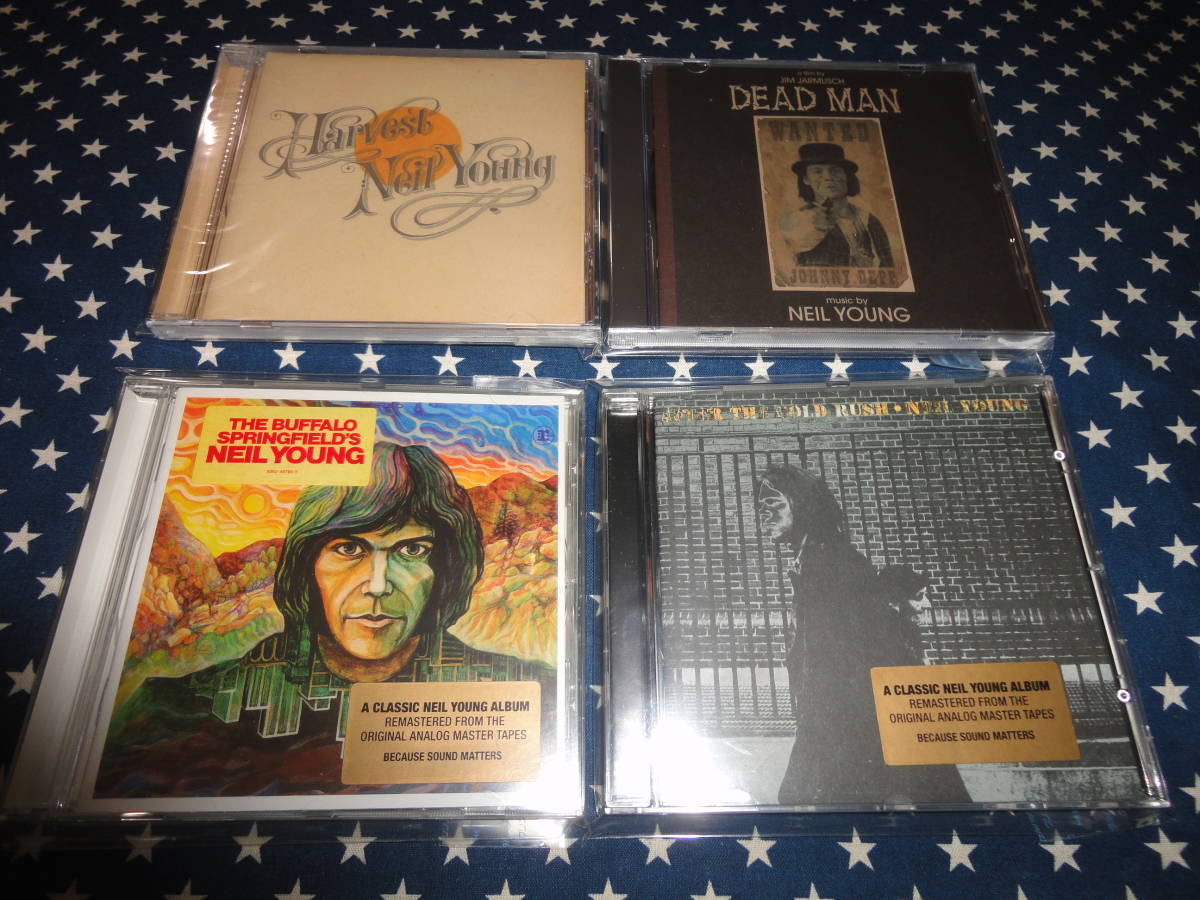 Harvest
Neil Young
a film by
JIM JARMUSCH
DEAD MAN
WANTED
JOHNNY DEPP
music by
NEIL YOUNG
THE BUFFALO
SPRINGFIELD'S
NEIL YOUNG
A CLASSIC NEIL YOUNG ALBUM
REMASTERED FROM THE
ORIGINAL ANALOG MASTER TAPES
BECAUSE SOUND MATTERS
AFTER THE GOLD RUSH • NEIL YOUNG
A CLASSIC NEIL YOUNG ALBUM
REMASTERED FROM THE
ORIGINAL ANALOG MASTER TAPES
BECAUSE SOUND MATTERS